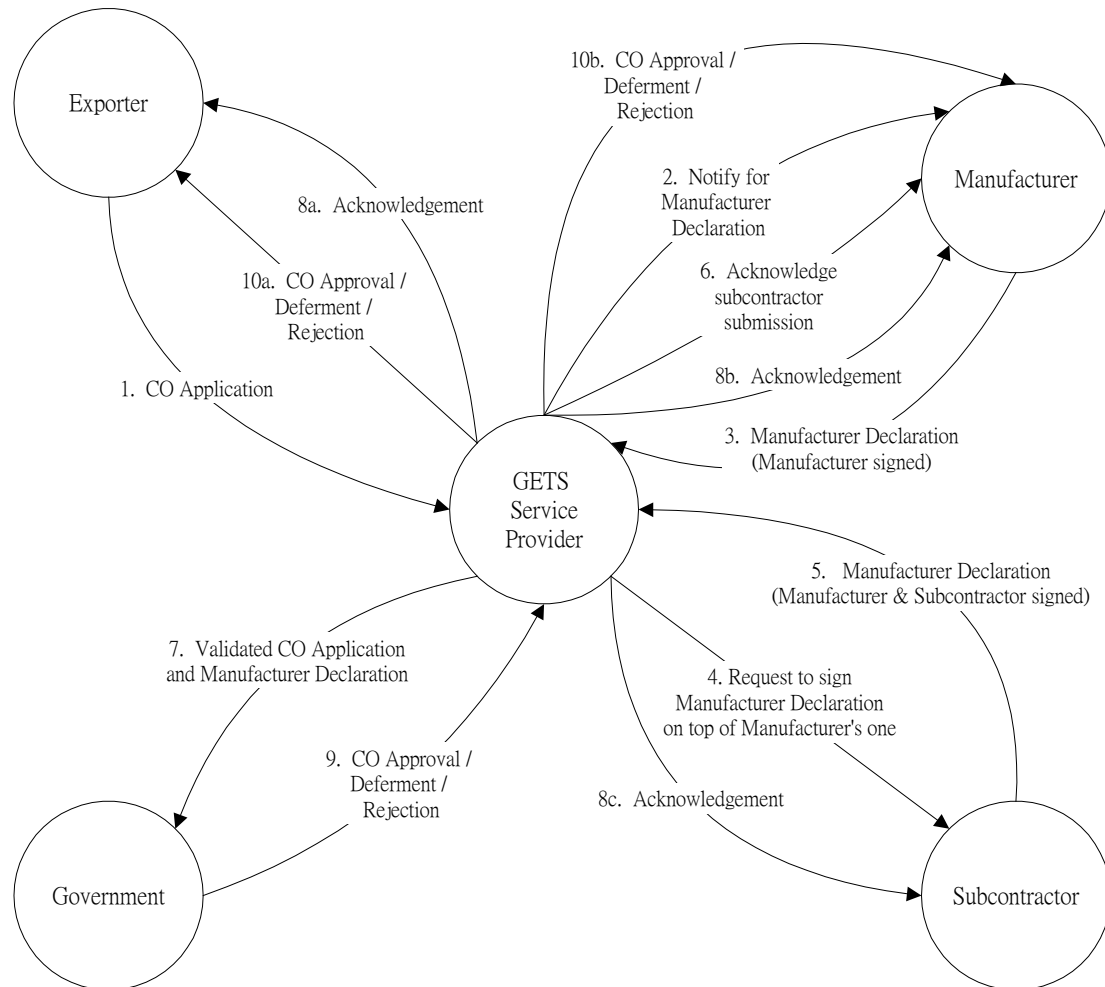 10b. CO Approval /
Deferment /
Rejection
Exporter
Manufacturer
2. Notify for
Manufacturer
Declaration
8a. Acknowledgement
10a. CO Approval /
Deferment /
Rejection
6. Acknowledge
subcontractor
submission
1. CO Application
8b. Acknowledgement
3. Manufacturer Declaration
(Manufacturer signed)
GETS
Service
Provider
5. Manufacturer Declaration
(Manufacturer & Subcontractor signed)
7. Validated CO Application
and Manufacturer Declaration
4. Request to sign
Manufacturer Declaration
on top of Manufacturer's one
9. CO Approval /
Deferment /
Rejection
8c. Acknowledgement
Government
Subcontractor